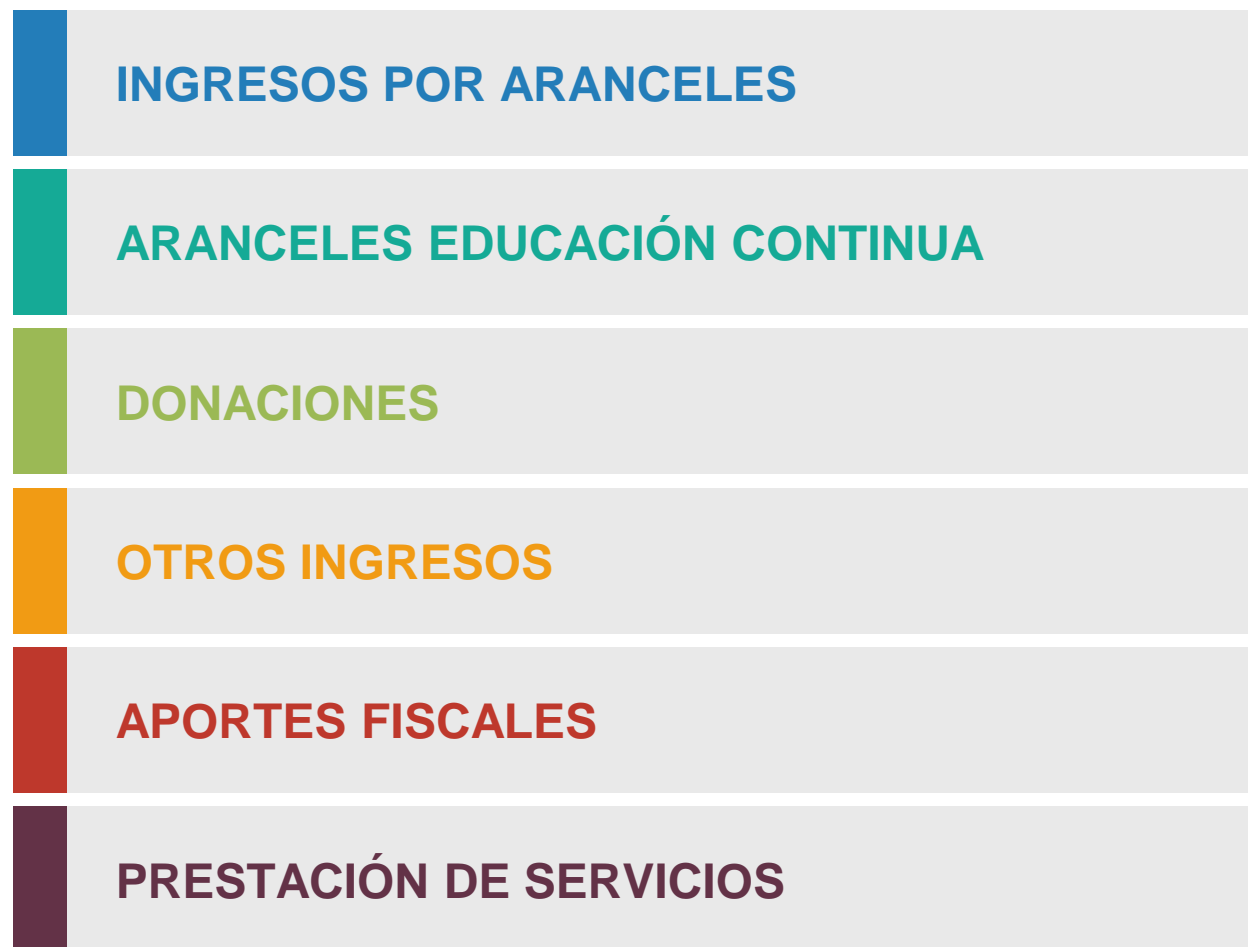 INGRESOS POR ARANCELES
ARANCELES EDUCACIÓN CONTINUA
DONACIONES
OTROS INGRESOS
APORTES FISCALES
PRESTACIÓN DE SERVICIOS